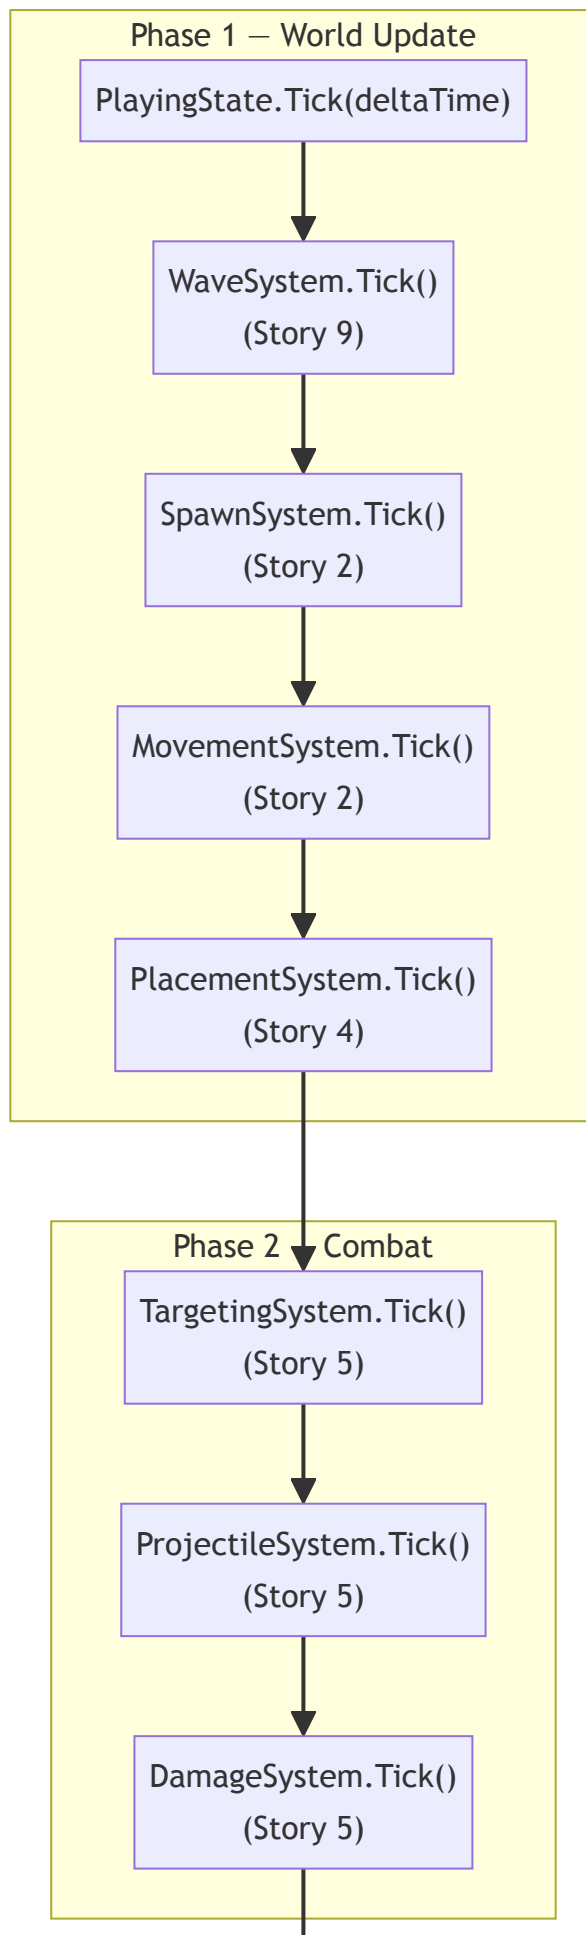 Phase 1 — World Update
PlayingState.Tick(deltaTime)
WaveSystem.Tick()
(Story 9)
SpawnSystem.Tick()
(Story 2)
MovementSystem.Tick()
(Story 2)
PlacementSystem.Tick()
(Story 4)
Phase 2 Combat
TargetingSystem.Tick()
(Story 5)
ProjectileSystem.Tick()
(Story 5)
DamageSystem.Tick()
(Story 5)